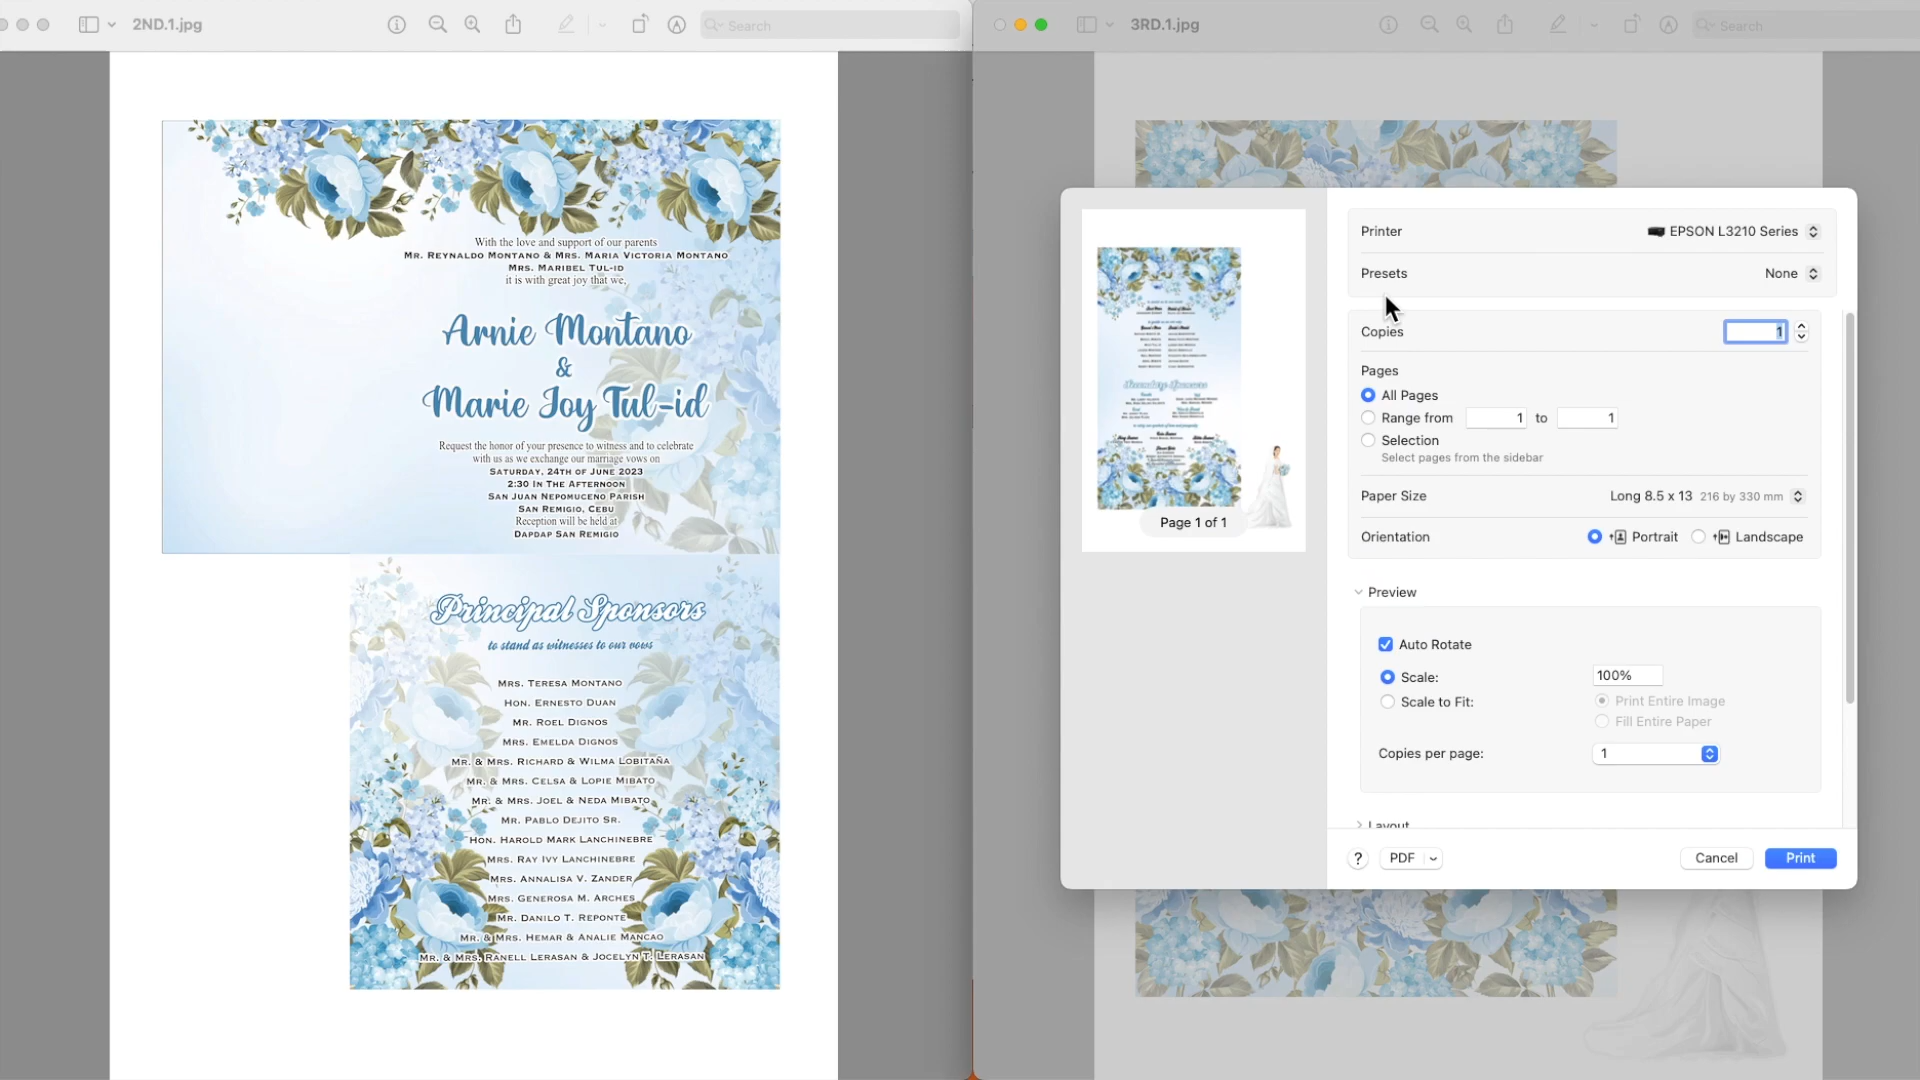 2ND.1.jpg
Search
With the love and support of our parents
Mr. Reynaldo Montano & Mrs. Maria Victoria Montano
Mrs. Maribel Tul-id
it is with great joy that we,
Arnie Montano
&
Marie Joy Tul-id
Request the honor of your presence to witness and to celebrate
with us as we exchange our marriage vows on
Saturday, 24th of June 2023
2:30 In The Afternoon
San Juan Nepomuceno Parish
San Remigio, Cebu
Reception will be held at
Dapdap San Remigio
Principal Sponsors
to stand as witnesses to our vows
Mrs. Teresa Montano
Hon. Ernesto Duan
Mr. Roel Dignos
Mrs. Emelda Dignos
Mr. & Mrs. Richard & Wilma Lobitaña
Mr. & Mrs. Celsa & Lopie Mibato
Mr. & Mrs. Joel & Neda Mibato
Mr. Pablo Dejito Sr.
Hon. Harold Mark Lanchinebre
Mrs. Ray Ivy Lanchinebre
Mrs. Annalisa V. Zander
Mrs. Generosa M. Arches
Mr. Danilo T. Reponte
Mr. & Mrs. Hemar & Analie Mancao
Mr. & Mrs. Ranell Lerasan & Jocelyn T. Lerasan
3RD.1.jpg
Search
Secondary Sponsors
Page 1 of 1
Printer
EPSON L3210 Series
Presets
None
Copies
1
Pages
All Pages
Range from 1 to 1
Selection
Select pages from the sidebar
Paper Size
Long 8.5 x 13 216 by 330 mm
Orientation
Portrait Landscape
Preview
Auto Rotate
Scale: 100%
Scale to Fit: Print Entire Image
Fill Entire Paper
Copies per page: 1
Layout
? PDF Cancel Print